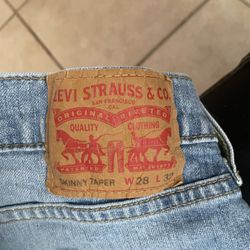 LEVI STRAUSS & CO.
SAN FRANCISCO
CAL.
ORIGINAL RIVETED
QUALITY CLOTHING
SKINNY TAPER W 28 L 32